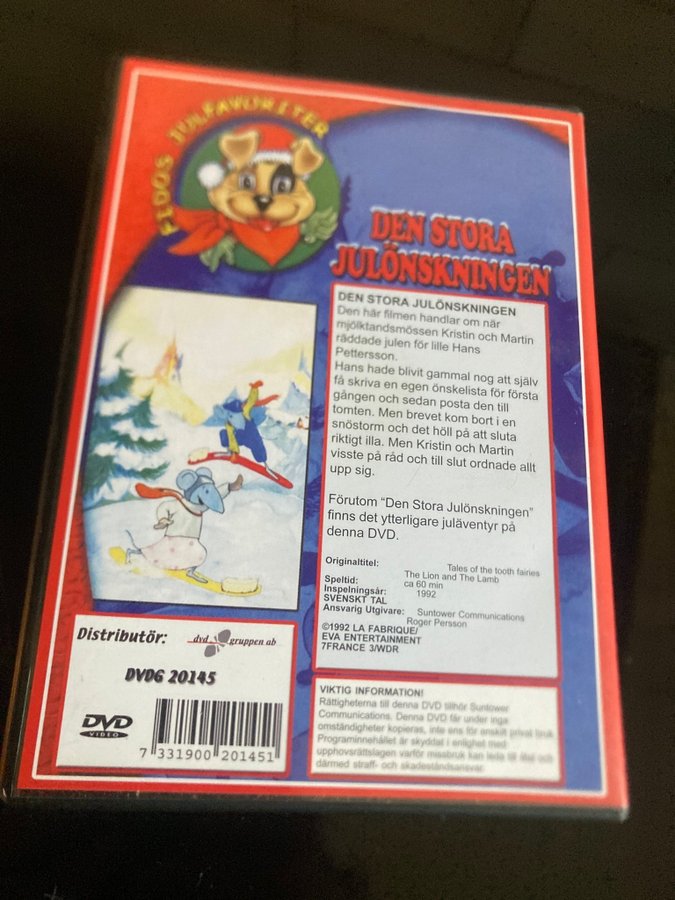 FIDOS JULFAVORITER
DEN STORA
JULÖNSKNINGEN
DEN STORA JULÖNSKNINGEN
Den här filmen handlar om när
mjölktandsmössen Kristin och Martin
räddade julen för lille Hans
Pettersson.
Hans hade blivit gammal nog att själv
få skriva en egen önskelista för första
gången och sedan posta den till
tomten. Men brevet kom bort i en
snöstorm och det höll på att sluta
riktigt illa. Men Kristin och Martin
visste på råd och till slut ordnade allt
upp sig.
Förutom "Den Stora Julönskningen"
finns det ytterligare juläventyr på
denna DVD.
Originaltitel: Tales of the tooth fairies
The Lion and The Lamb
Speltid: ca 60 min
Inspelningsår: 1992
SVENSKT TAL
Ansvarig Utgivare: Suntower Communications
Roger Persson
©1992 LA FABRIQUE/
EVA ENTERTAINMENT
7FRANCE 3/WDR
Distributör: dvd gruppen ab
DVDG 20145
DVD
VIDEO
7 331900 201451
VIKTIG INFORMATION!
Rättigheterna till denna DVD tillhör Suntower
Communications. Denna DVD får under inga
omständigheter kopieras, inte ens för enskilt privat bruk.
Programinnehållet är skyddat i enlighet med
upphovsrättslagen varför missbruk kan leda till åtal och
därmed straff- och skadeståndsansvar.